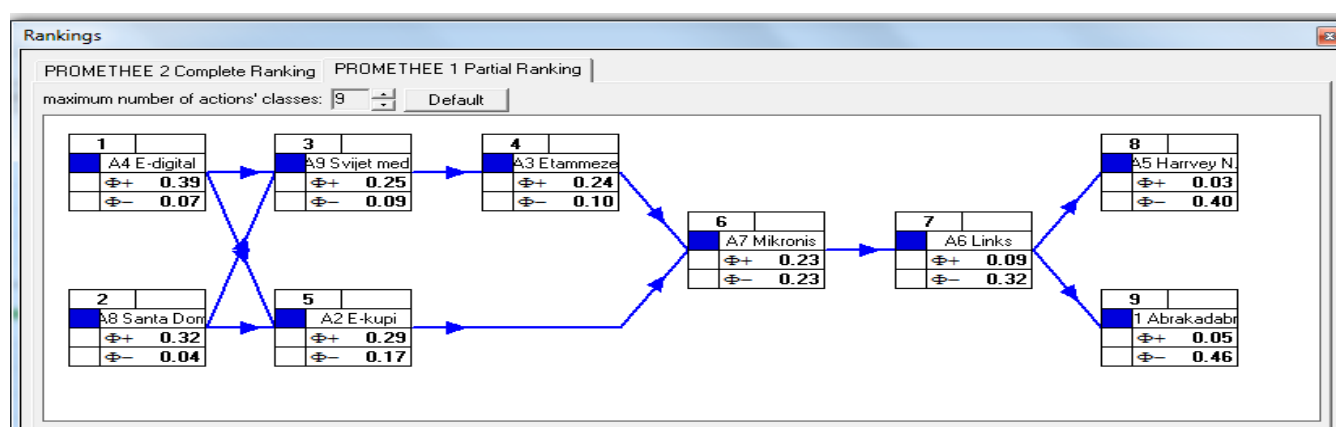 Rankings
PROMETHEE 2 Complete Ranking PROMETHEE 1 Partial Ranking
maximum number of actions' classes: 9 Default
1
A4 E-digital
Φ+ 0.39
Φ− 0.07
3
A9 Svijet med
Φ+ 0.25
Φ− 0.09
4
A3 Etammeze
Φ+ 0.24
Φ− 0.10
8
A5 Harrvey N.
Φ+ 0.03
Φ− 0.40
6
A7 Mikronis
Φ+ 0.23
Φ− 0.23
7
A6 Links
Φ+ 0.09
Φ− 0.32
2
A8 Santa Dom
Φ+ 0.32
Φ− 0.04
5
A2 E-kupi
Φ+ 0.29
Φ− 0.17
9
1 Abrakadabr
Φ+ 0.05
Φ− 0.46